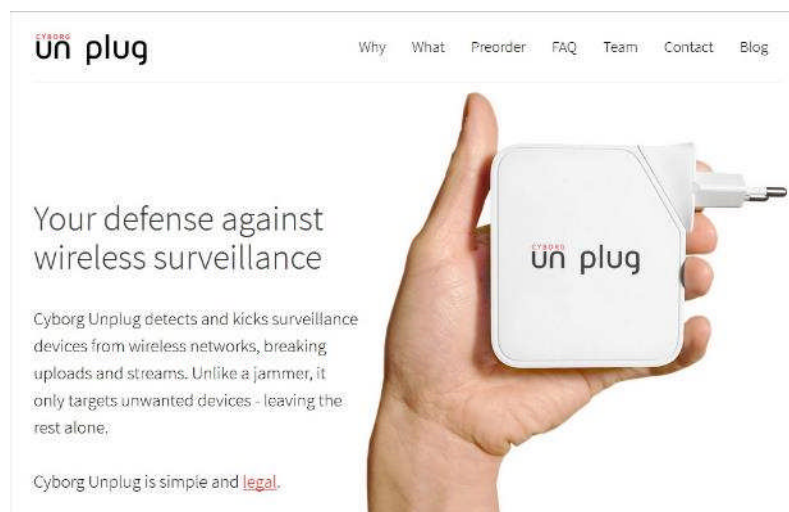 CYBORG
un plug
Why What Preorder FAQ Team Contact Blog
Your defense against
wireless surveillance
Cyborg Unplug detects and kicks surveillance
devices from wireless networks, breaking
uploads and streams. Unlike a jammer, it
only targets unwanted devices - leaving the
rest alone.
Cyborg Unplug is simple and legal.
CYBORG
un plug